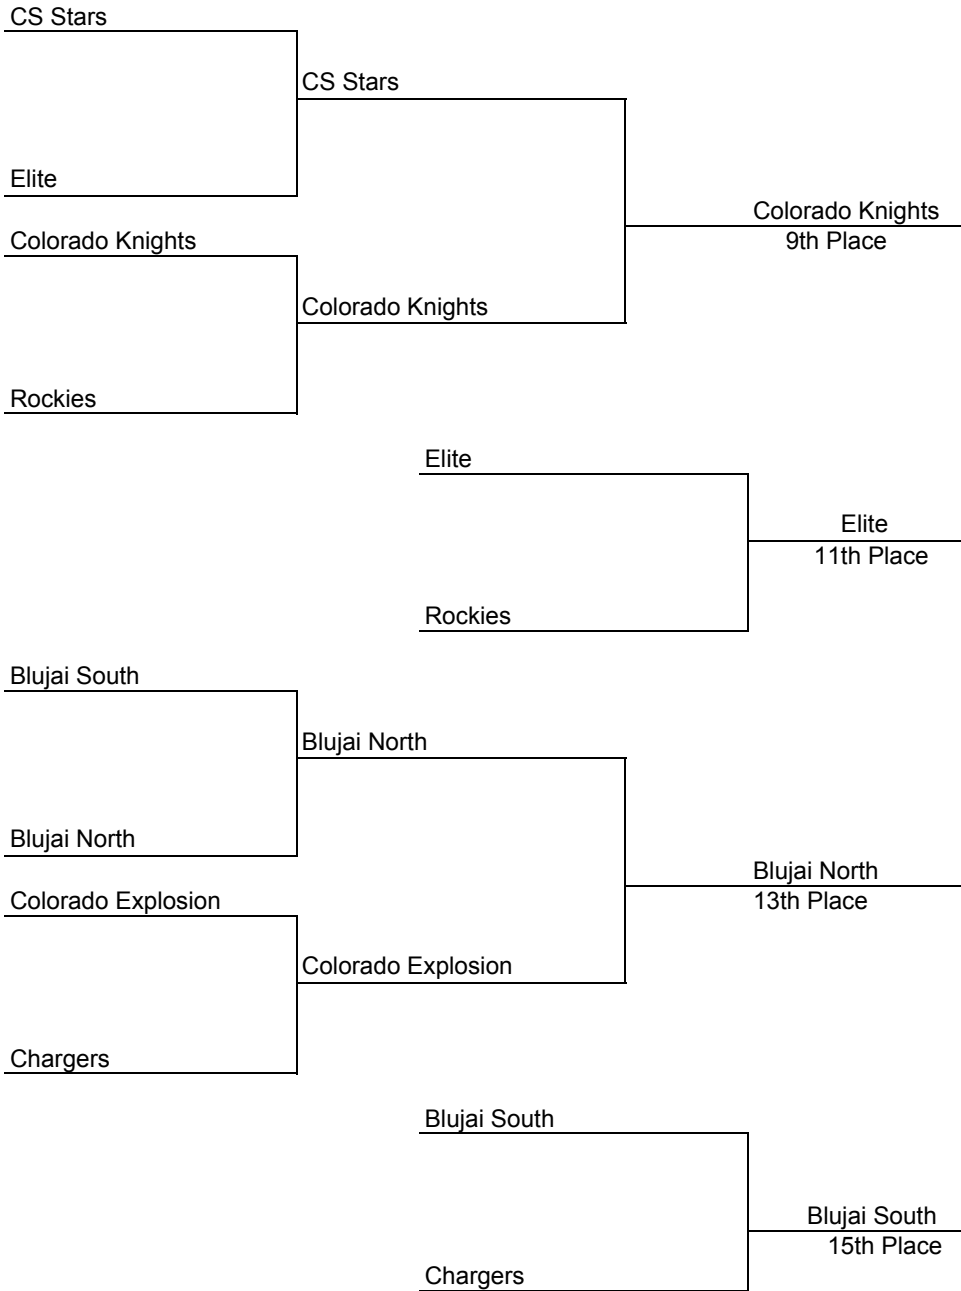 CS Stars
CS Stars
Elite
Colorado Knights
9th Place
Colorado Knights
Colorado Knights
Rockies
Elite
Elite
11th Place
Rockies
Blujai South
Blujai North
Blujai North
Blujai North
13th Place
Colorado Explosion
Colorado Explosion
Chargers
Blujai South
Blujai South
15th Place
Chargers